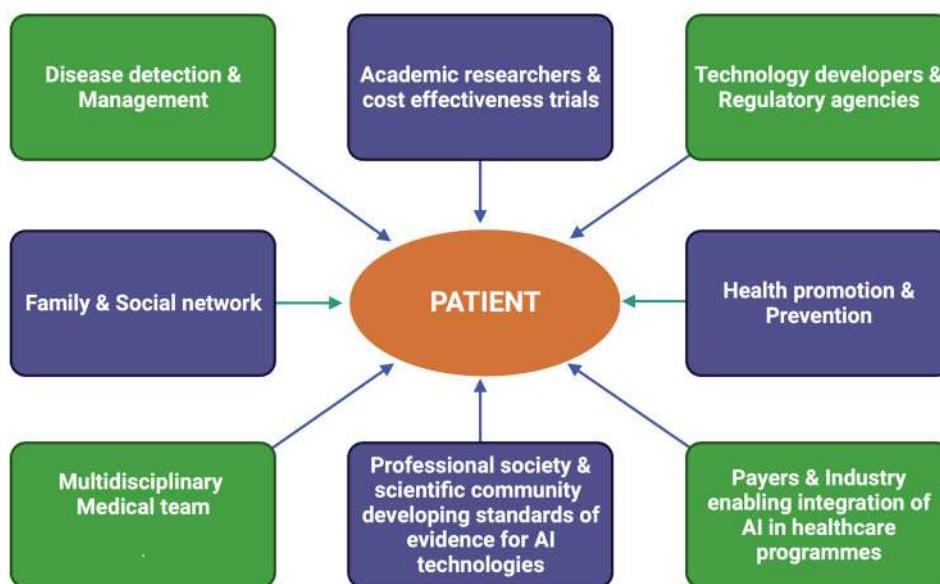 Disease detection &
Management
Academic researchers &
cost effectiveness trials
Technology developers &
Regulatory agencies
Family & Social network
PATIENT
Health promotion &
Prevention
Multidisciplinary
Medical team
.
Professional society &
scientific community
developing standards of
evidence for AI
technologies
Payers & Industry
enabling integration of
AI in healthcare
programmes